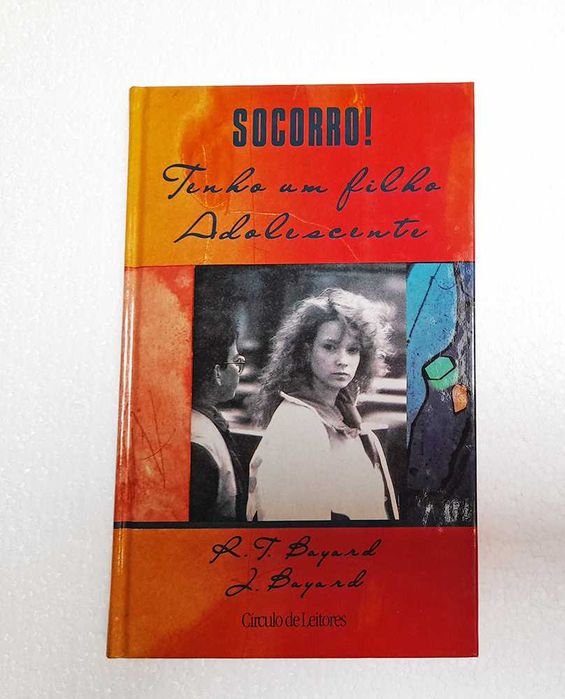 SOCORRO!
Tenho um filho
Adolescente
R. T. Bayard
J. Bayard
Círculo de Leitores